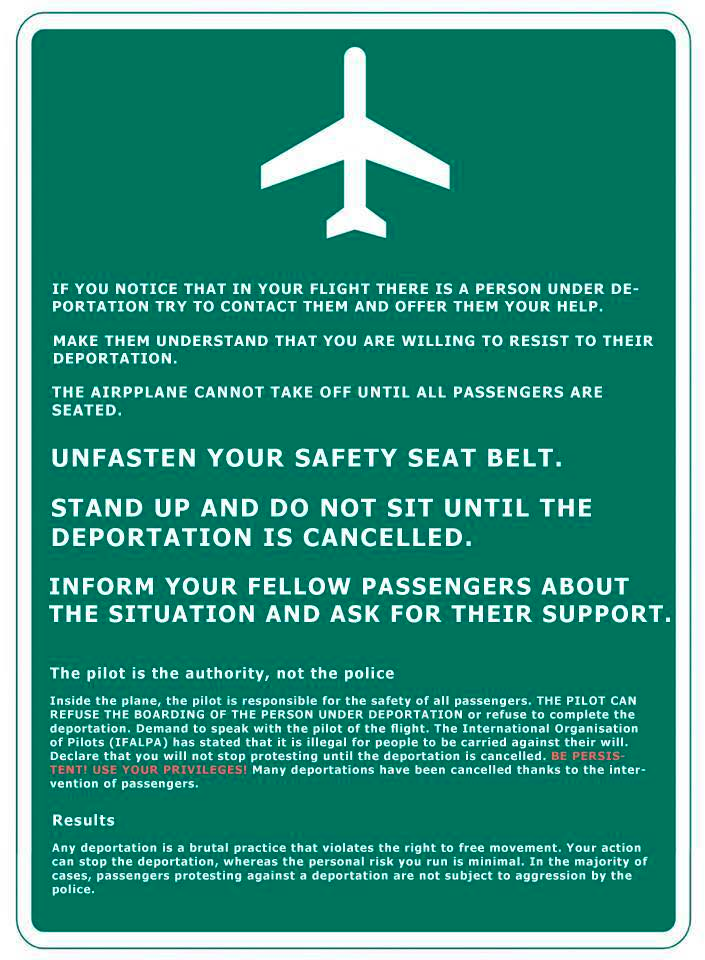 IF YOU NOTICE THAT IN YOUR FLIGHT THERE IS A PERSON UNDER DE-
PORTATION TRY TO CONTACT THEM AND OFFER THEM YOUR HELP.
MAKE THEM UNDERSTAND THAT YOU ARE WILLING TO RESIST TO THEIR
DEPORTATION.
THE AIRPPLANE CANNOT TAKE OFF UNTIL ALL PASSENGERS ARE
SEATED.
UNFASTEN YOUR SAFETY SEAT BELT.
STAND UP AND DO NOT SIT UNTIL THE
DEPORTATION IS CANCELLED.
INFORM YOUR FELLOW PASSENGERS ABOUT
THE SITUATION AND ASK FOR THEIR SUPPORT.
The pilot is the authority, not the police
Inside the plane, the pilot is responsible for the safety of all passengers. THE PILOT CAN
REFUSE THE BOARDING OF THE PERSON UNDER DEPORTATION or refuse to complete the
deportation. Demand to speak with the pilot of the flight. The International Organisation
of Pilots (IFALPA) has stated that it is illegal for people to be carried against their will.
Declare that you will not stop protesting until the deportation is cancelled. BE PERSIS-
TENT! USE YOUR PRIVILEGES! Many deportations have been cancelled thanks to the inter-
vention of passengers.
Results
Any deportation is a brutal practice that violates the right to free movement. Your action
can stop the deportation, whereas the personal risk you run is minimal. In the majority of
cases, passengers protesting against a deportation are not subject to aggression by the
police.